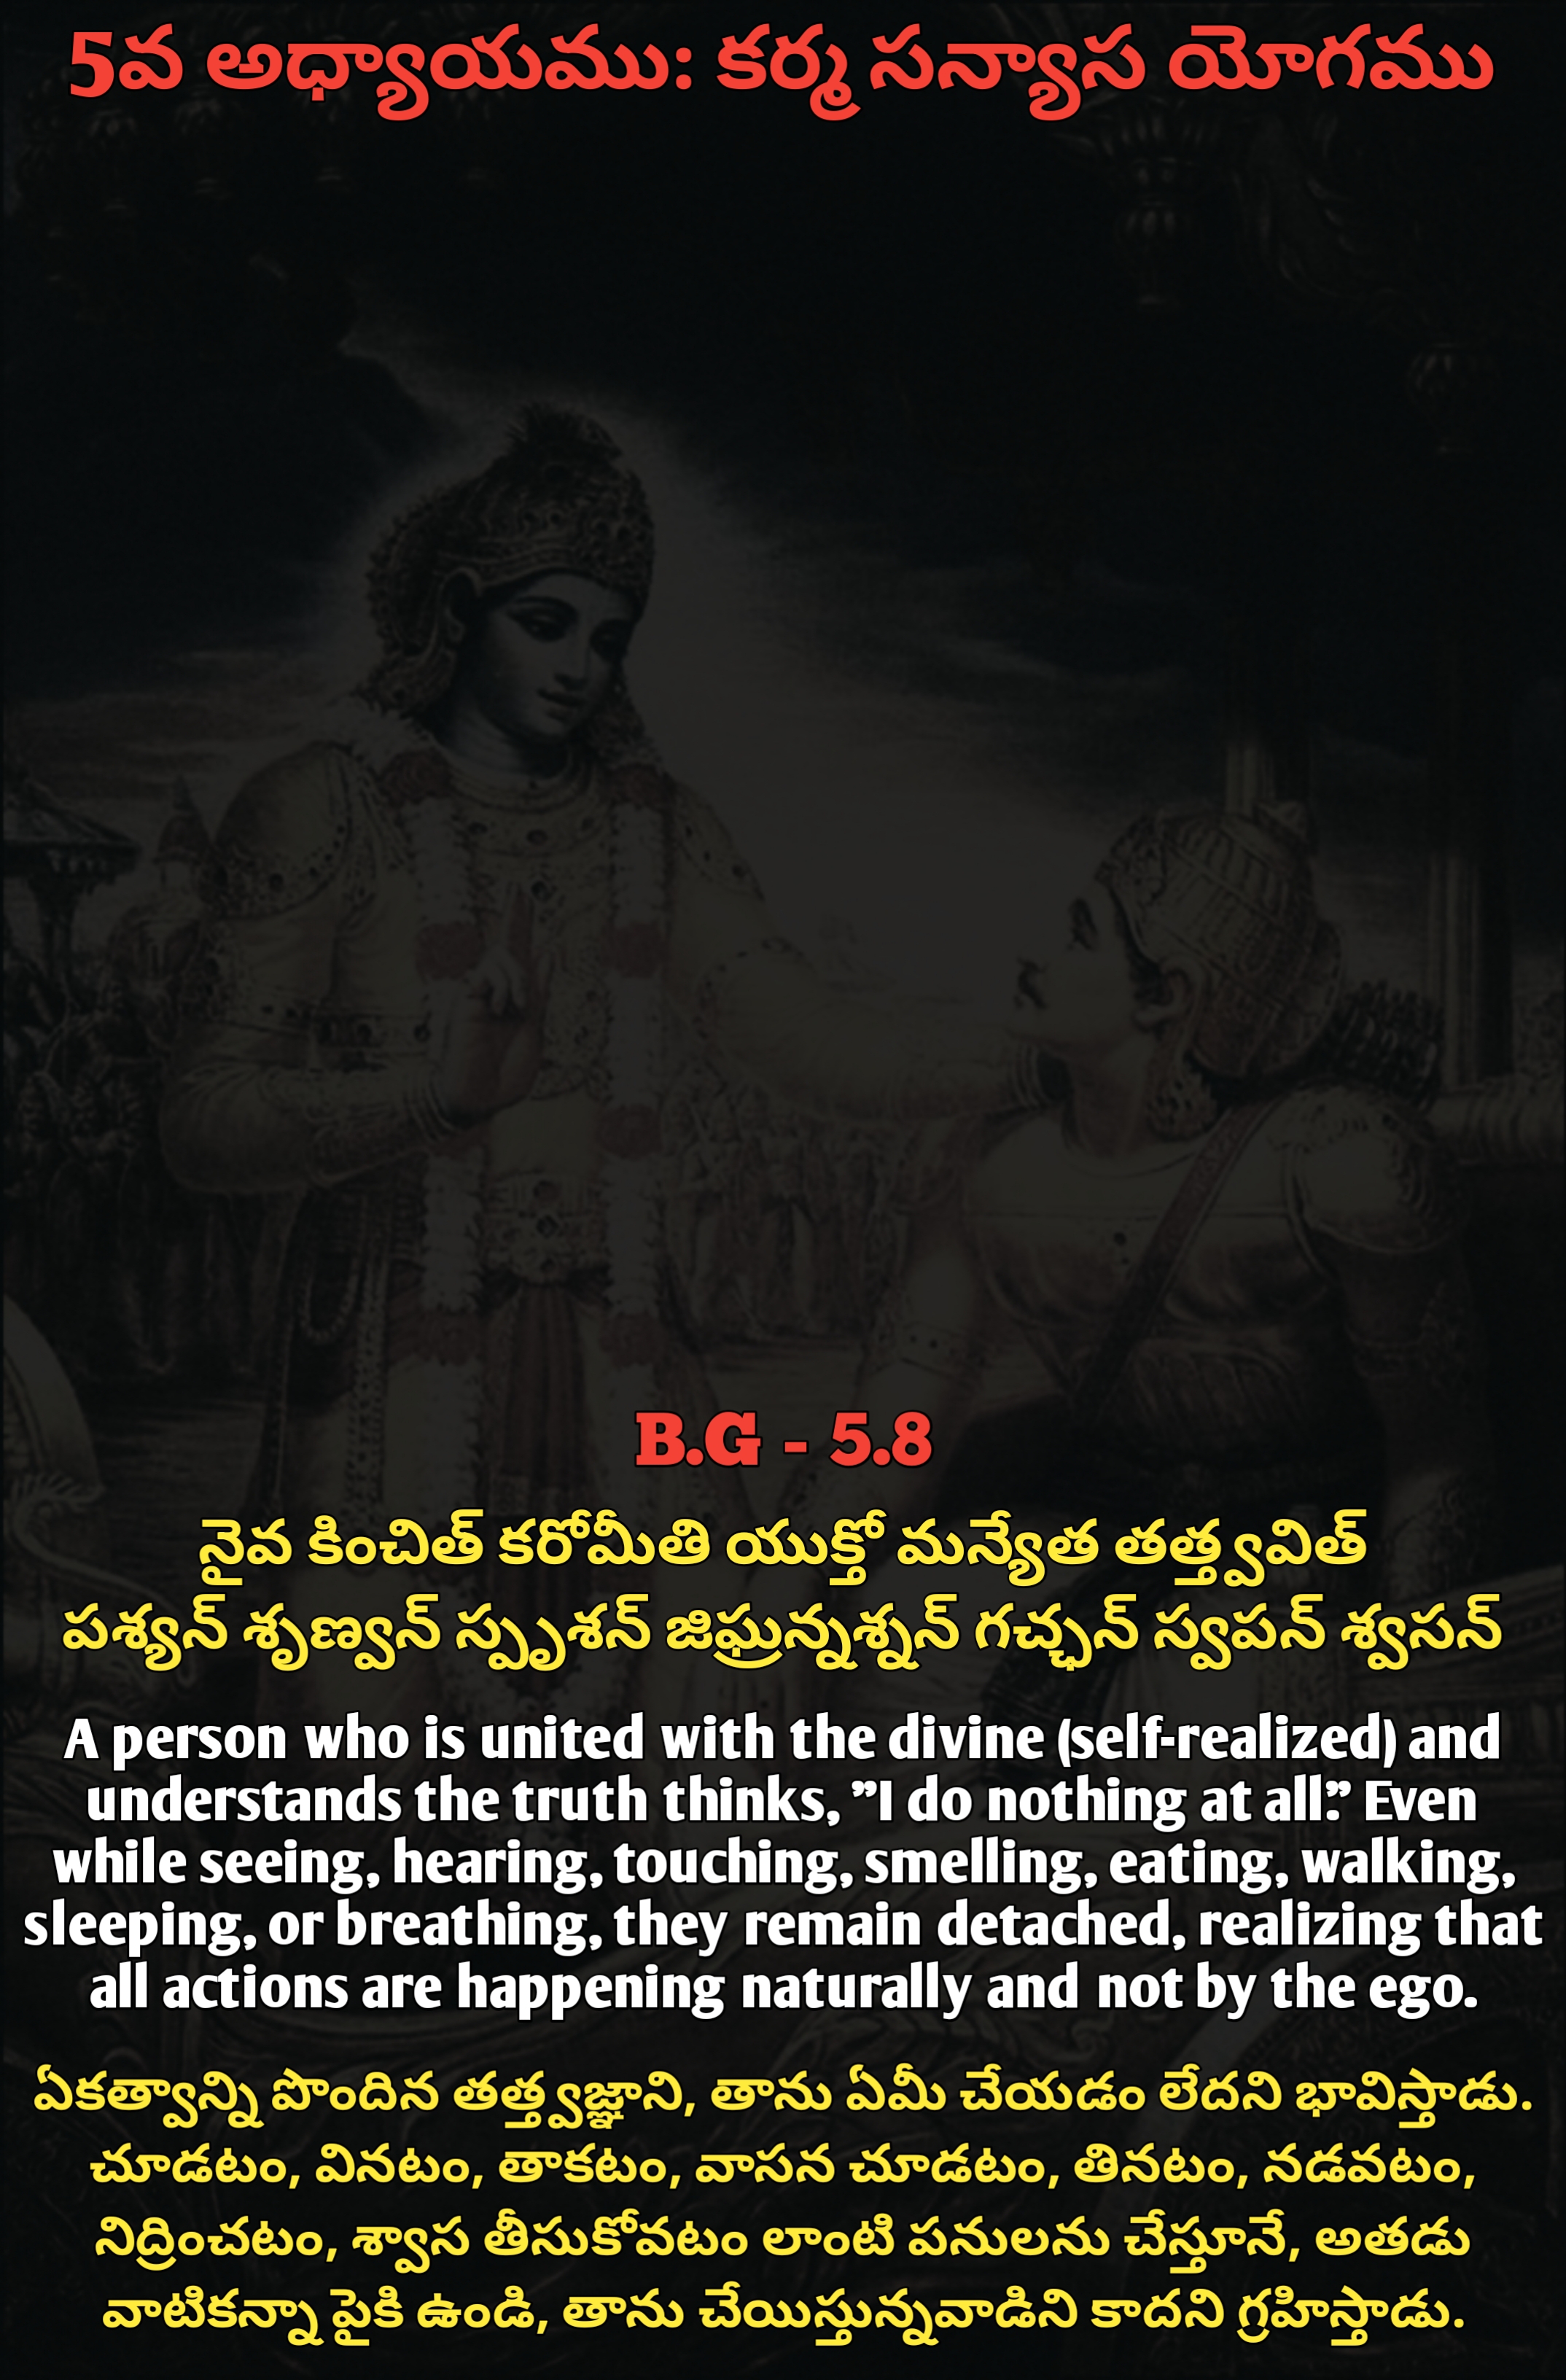 5వ అధ్యాయము: కర్మ సన్యాస యోగము
B.G - 5.8
నైవ కించిత్ కరోమీతి యుక్తో మన్యేత తత్త్వవిత్
పశ్యన్ శృణ్వన్ స్పృశన్ జిఘ్రన్నశ్నన్ గచ్ఛన్ స్వపన్ శ్వసన్
A person who is united with the divine (self-realized) and
understands the truth thinks, ”I do nothing at all.” Even
while seeing, hearing, touching, smelling, eating, walking,
sleeping, or breathing, they remain detached, realizing that
all actions are happening naturally and not by the ego.
ఏకత్వాన్ని పొందిన తత్త్వజ్ఞాని, తాను ఏమీ చేయడం లేదని భావిస్తాడు.
చూడటం, వినటం, తాకటం, వాసన చూడటం, తినటం, నడవటం,
నిద్రించటం, శ్వాస తీసుకోవటం లాంటి పనులను చేస్తూనే, అతడు
వాటికన్నా పైకి ఉండి, తాను చేయిస్తున్నవాడిని కాదని గ్రహిస్తాడు.